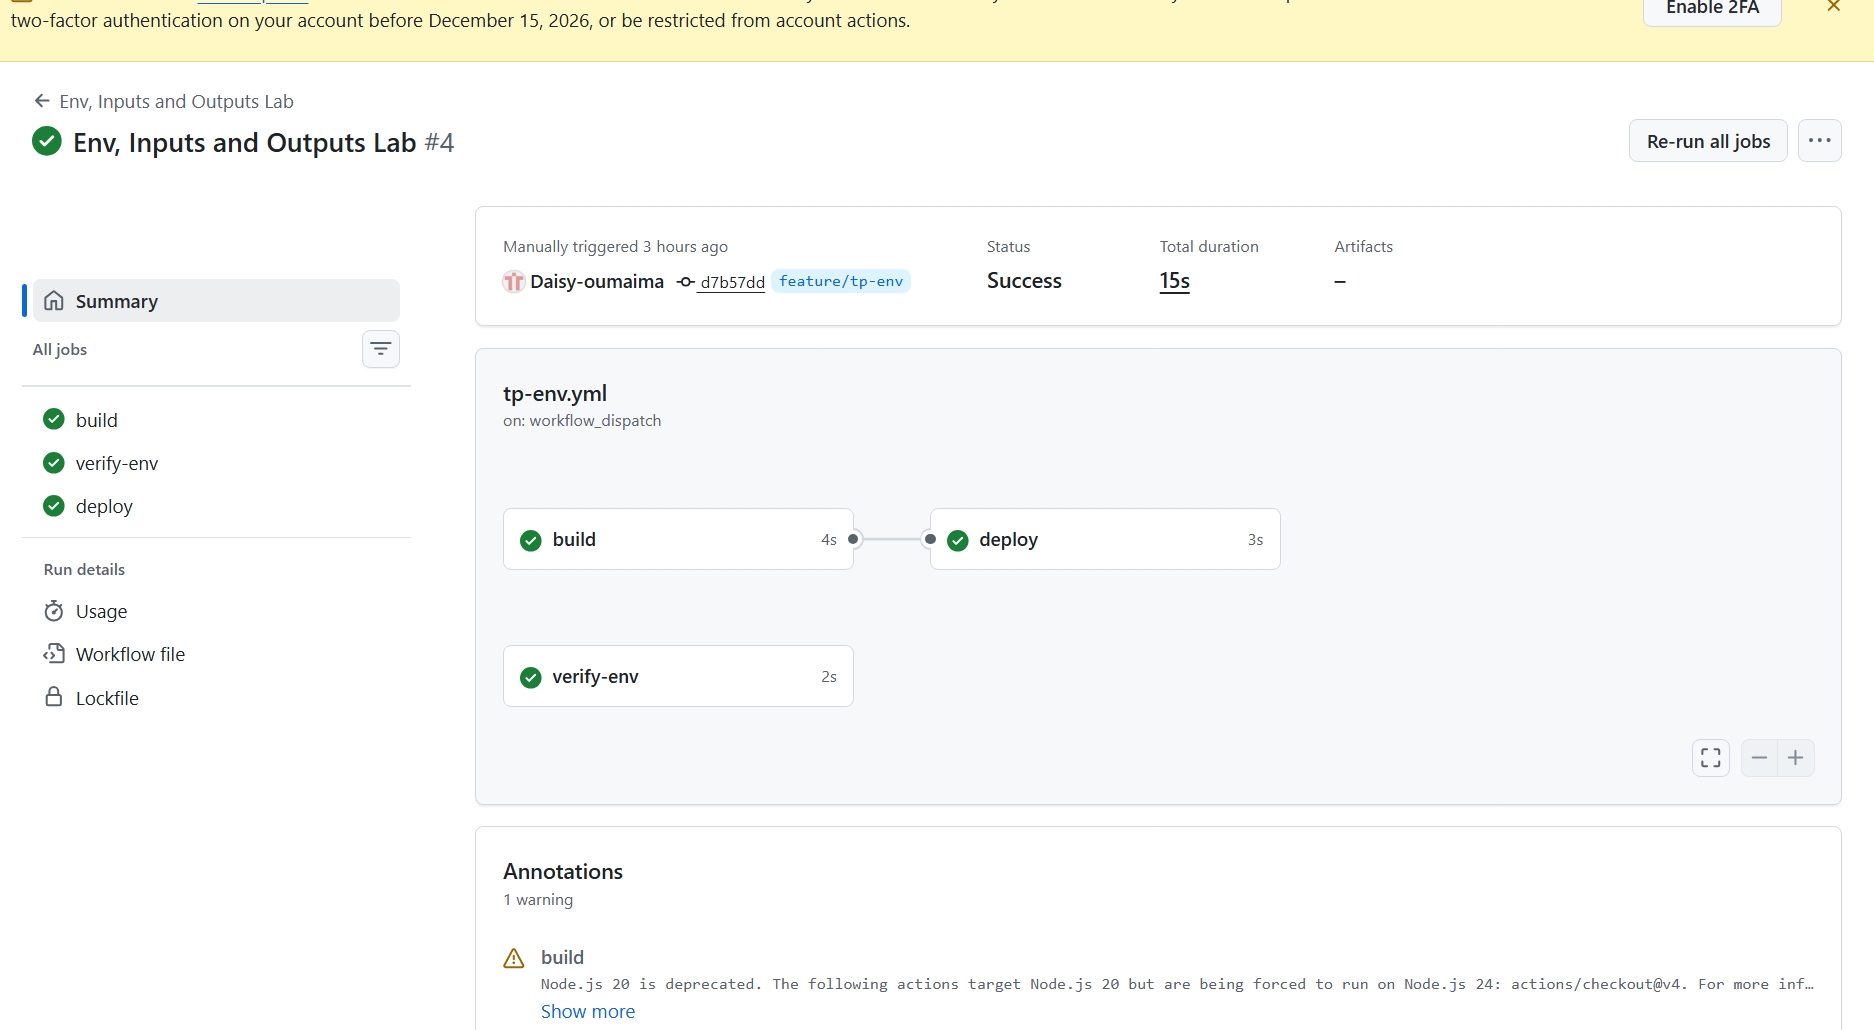 two-factor authentication on your account before December 15, 2026, or be restricted from account actions.
Enable 2FA
Env, Inputs and Outputs Lab
Env, Inputs and Outputs Lab #4
Re-run all jobs
Summary
All jobs
build
verify-env
deploy
Run details
Usage
Workflow file
Lockfile
Manually triggered 3 hours ago
Daisy-oumaima d7b57dd feature/tp-env
Status
Success
Total duration
15s
Artifacts
–
tp-env.yml
on: workflow_dispatch
build 4s
deploy 3s
verify-env 2s
Annotations
1 warning
build
Node.js 20 is deprecated. The following actions target Node.js 20 but are being forced to run on Node.js 24: actions/checkout@v4. For more inf…
Show more